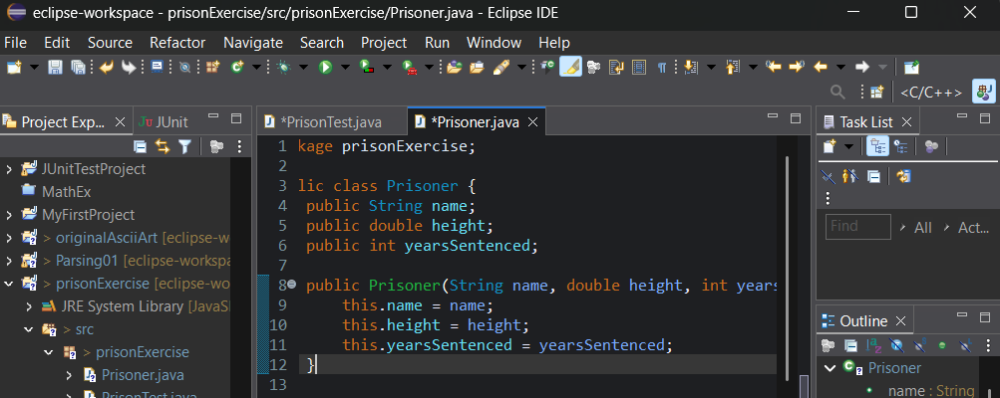 eclipse-workspace - prisonExercise/src/prisonExercise/Prisoner.java - Eclipse IDE
File Edit Source Refactor Navigate Search Project Run Window Help
<C/C++>
Project Exp... JUnit
*PrisonTest.java *Prisoner.java
Task List
JUnitTestProject
MathEx
MyFirstProject
> originalAsciiArt [eclipse-w
> Parsing01 [eclipse-workspa
> prisonExercise [eclipse-wo
JRE System Library [JavaS
> src
> prisonExercise
Prisoner.java
PrisonTest.java
1 kage prisonExercise;
2
3 lic class Prisoner {
4 public String name;
5 public double height;
6 public int yearsSentenced;
7
8 public Prisoner(String name, double height, int years
9 this.name = name;
10 this.height = height;
11 this.yearsSentenced = yearsSentenced;
12 }
13
Find All Act...
Outline
Prisoner
name : String